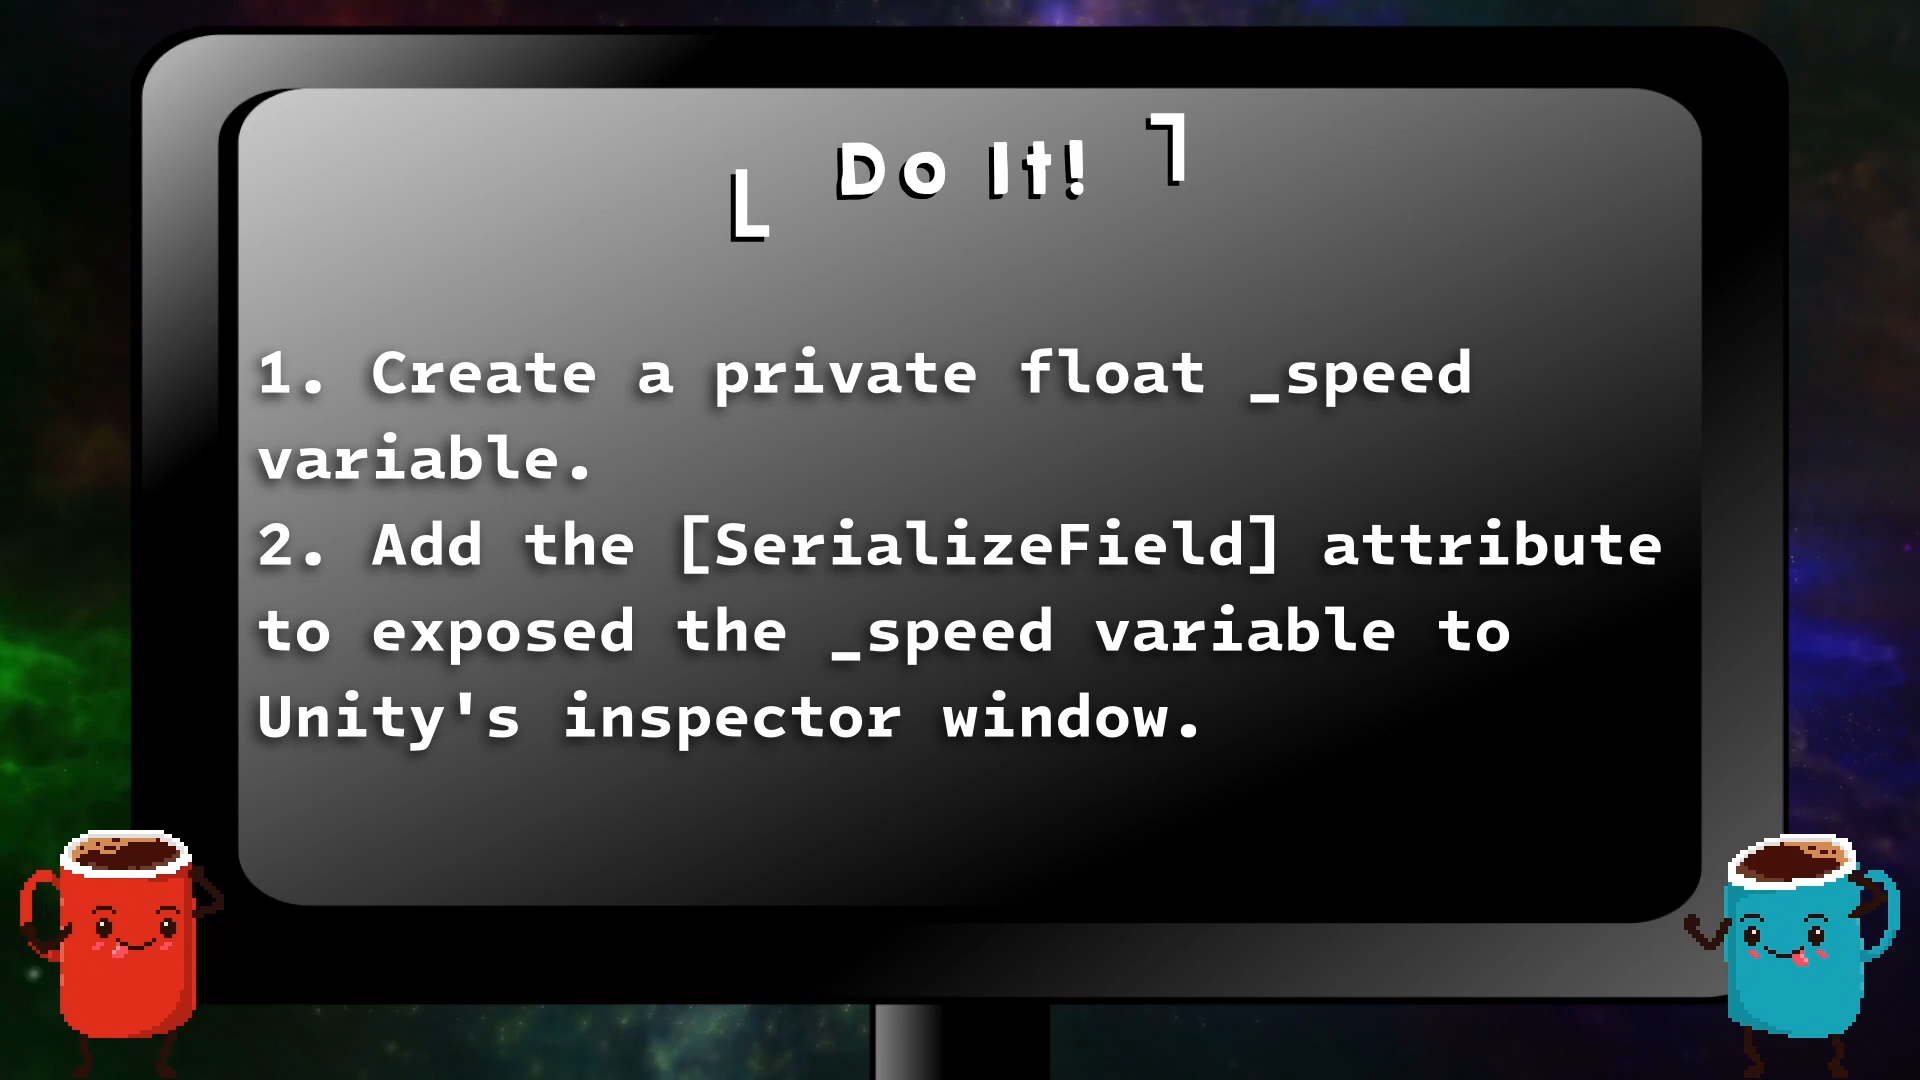 Do It!
1. Create a private float _speed
variable.
2. Add the [SerializeField] attribute
to exposed the _speed variable to
Unity's inspector window.